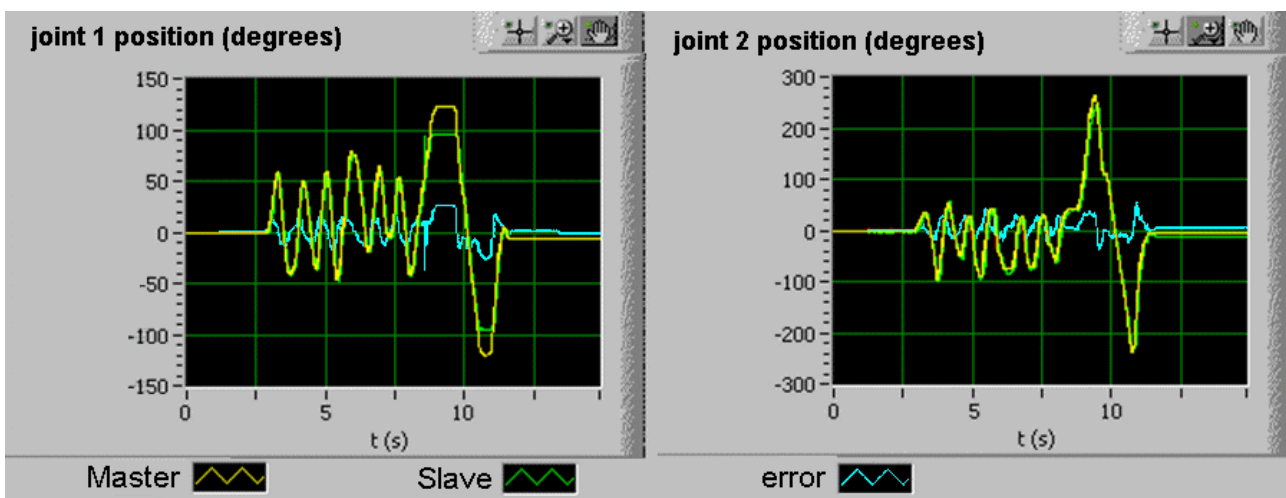 joint 1 position (degrees)
150
100
50
0
-50
-100
-150
0
5
10
t (s)
joint 2 position (degrees)
300
200
100
0
-100
-200
-300
0
5
10
t (s)
Master
Slave
error